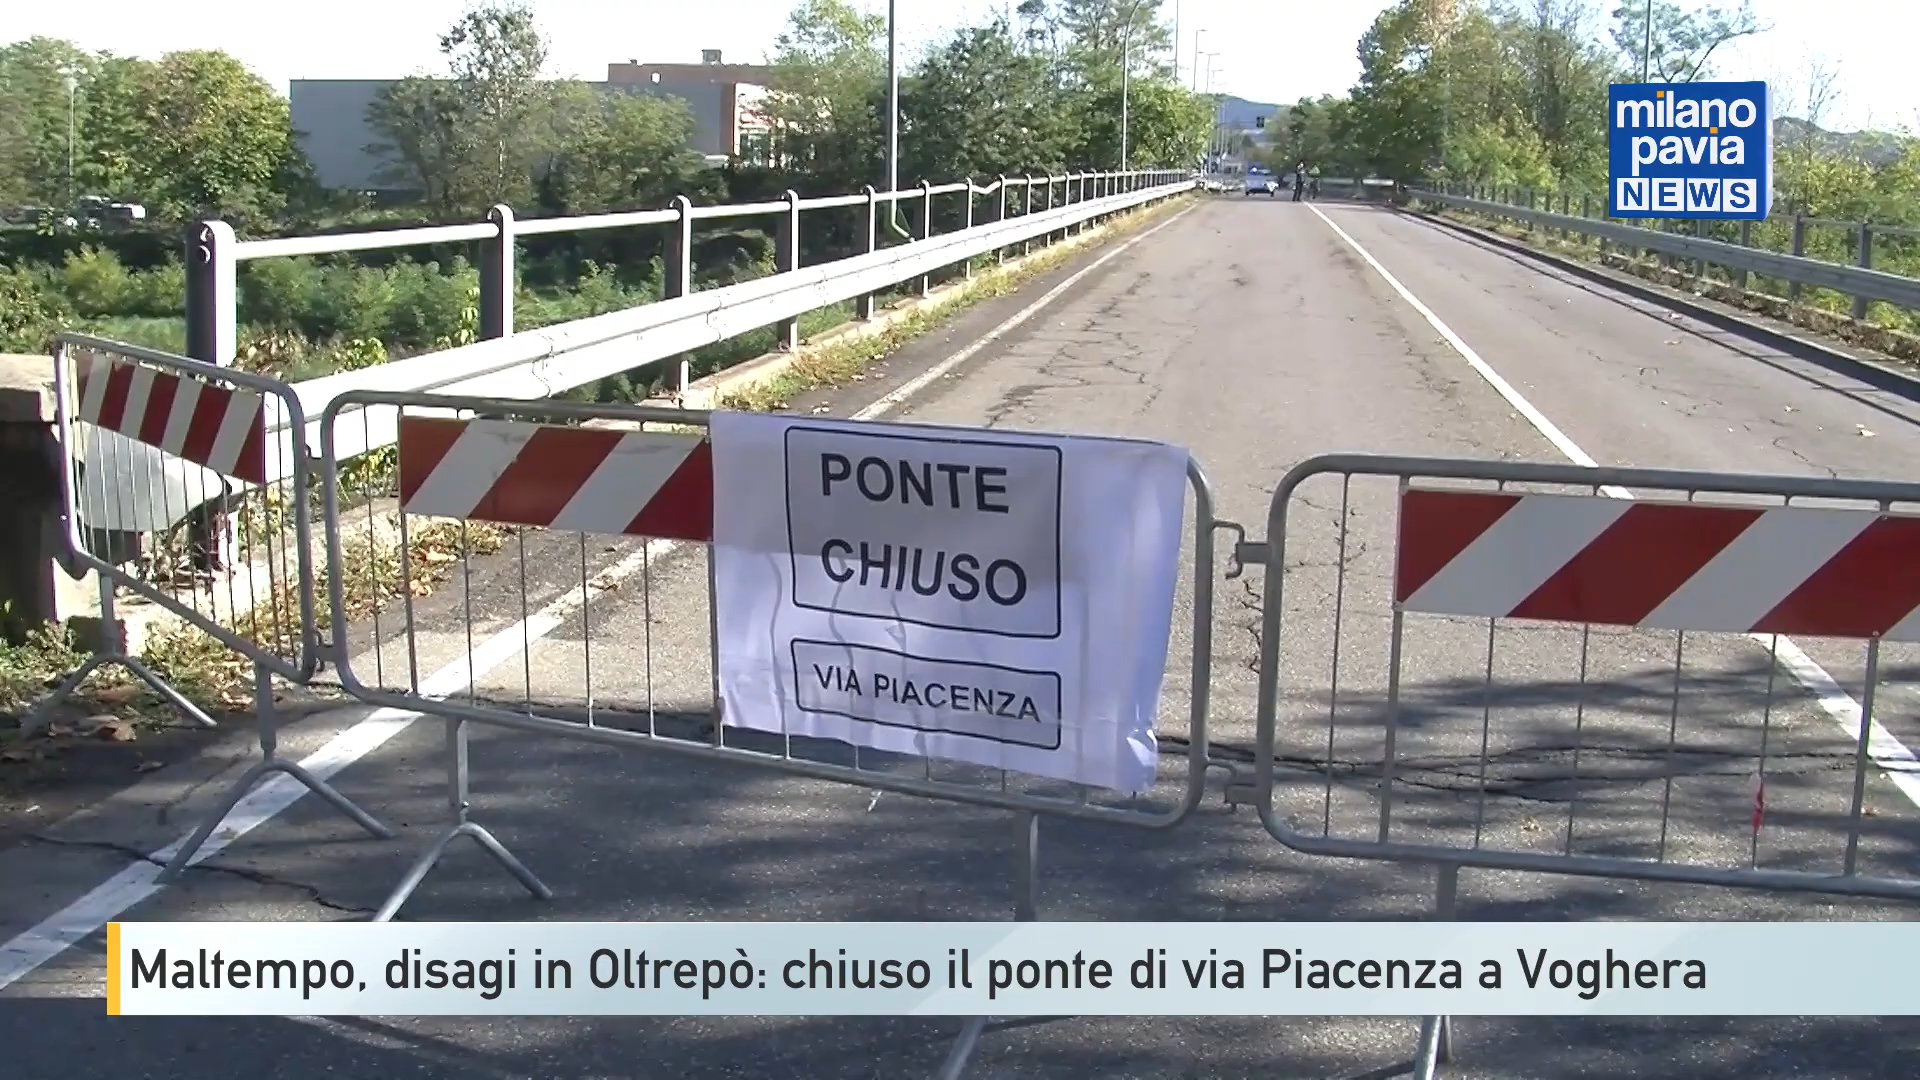 milano
pavia
NEWS
PONTE
CHIUSO
VIA PIACENZA
Maltempo, disagi in Oltrepò: chiuso il ponte di via Piacenza a Voghera